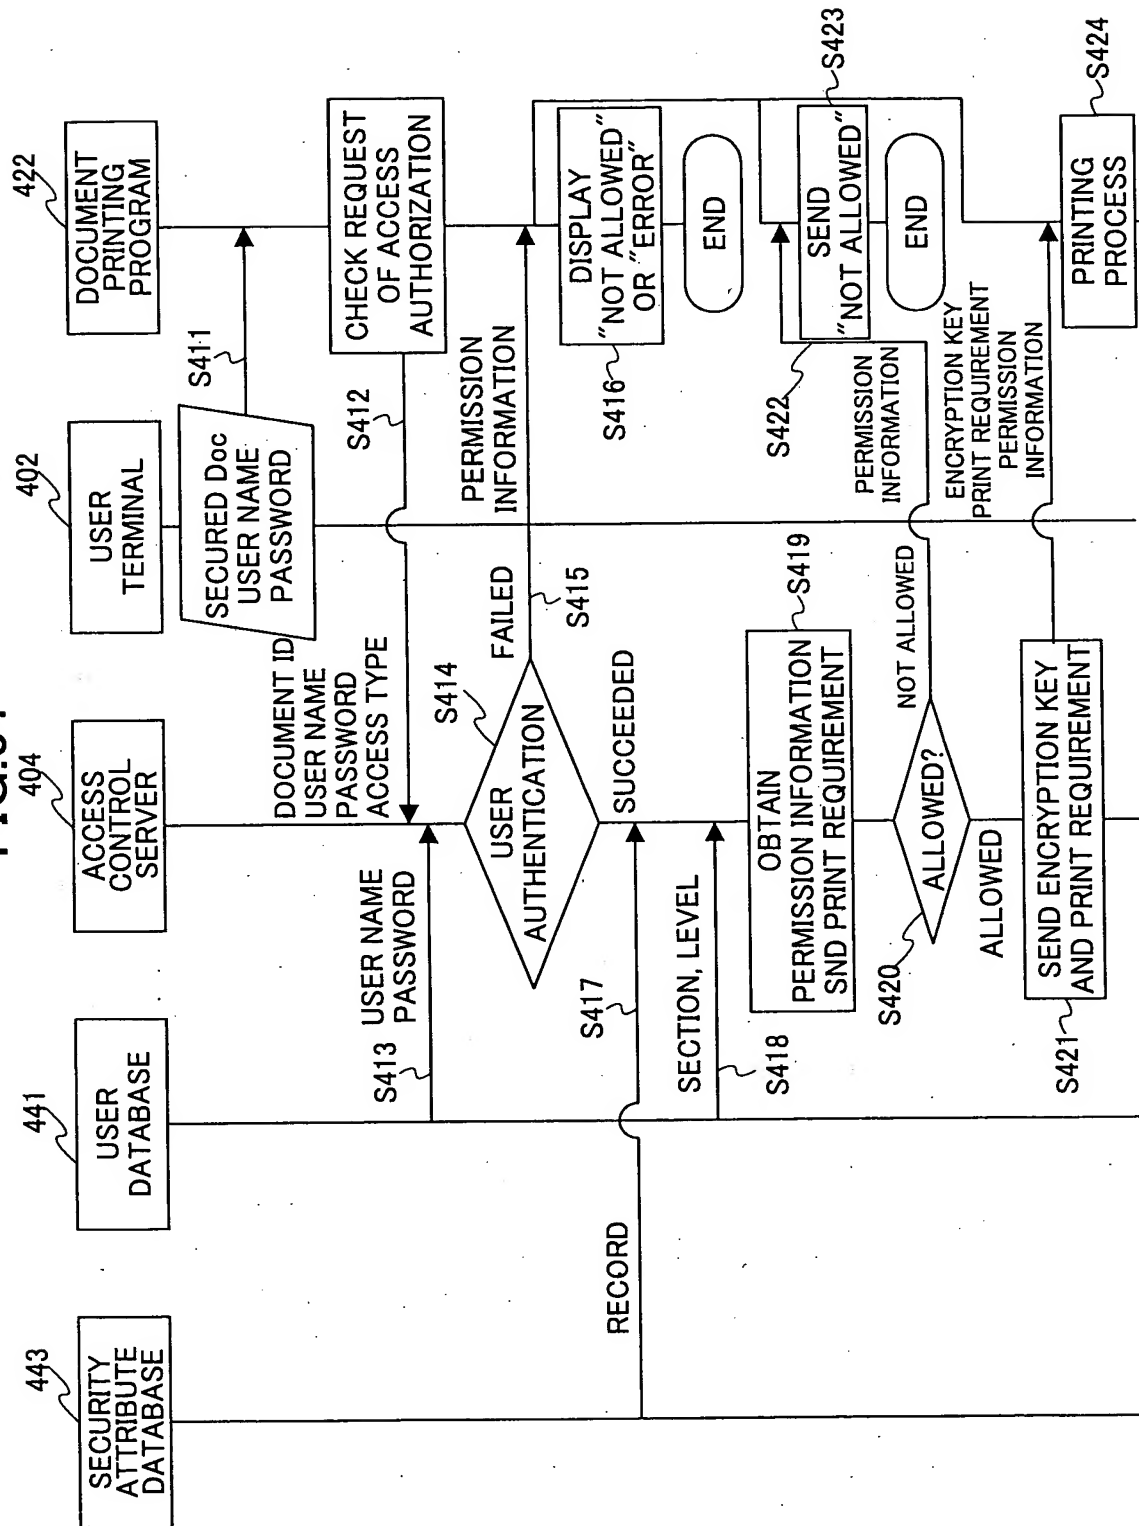 443
SECURITY
ATTRIBUTE
DATABASE
441
USER
DATABASE
404
ACCESS
CONTROL
SERVER
402
USER
TERMINAL
422
DOCUMENT
PRINTING
PROGRAM
SECURED Doc
USER NAME
PASSWORD
S411
CHECK REQUEST
OF ACCESS
AUTHORIZATION
S412
DOCUMENT ID
USER NAME
PASSWORD
ACCESS TYPE
USER NAME
PASSWORD
S413
USER
AUTHENTICATION
S414
FAILED
S415
PERMISSION
INFORMATION
DISPLAY
"NOT ALLOWED"
OR "ERROR"
S416
END
SUCCEEDED
RECORD
S417
SECTION, LEVEL
S418
OBTAIN
PERMISSION INFORMATION
SND PRINT REQUIREMENT
S419
ALLOWED?
S420
NOT ALLOWED
PERMISSION
INFORMATION
S422
SEND
"NOT ALLOWED"
S423
END
ALLOWED
SEND ENCRYPTION KEY
AND PRINT REQUIREMENT
S421
ENCRYPTION KEY
PRINT REQUIREMENT
PERMISSION
INFORMATION
PRINTING
PROCESS
S424